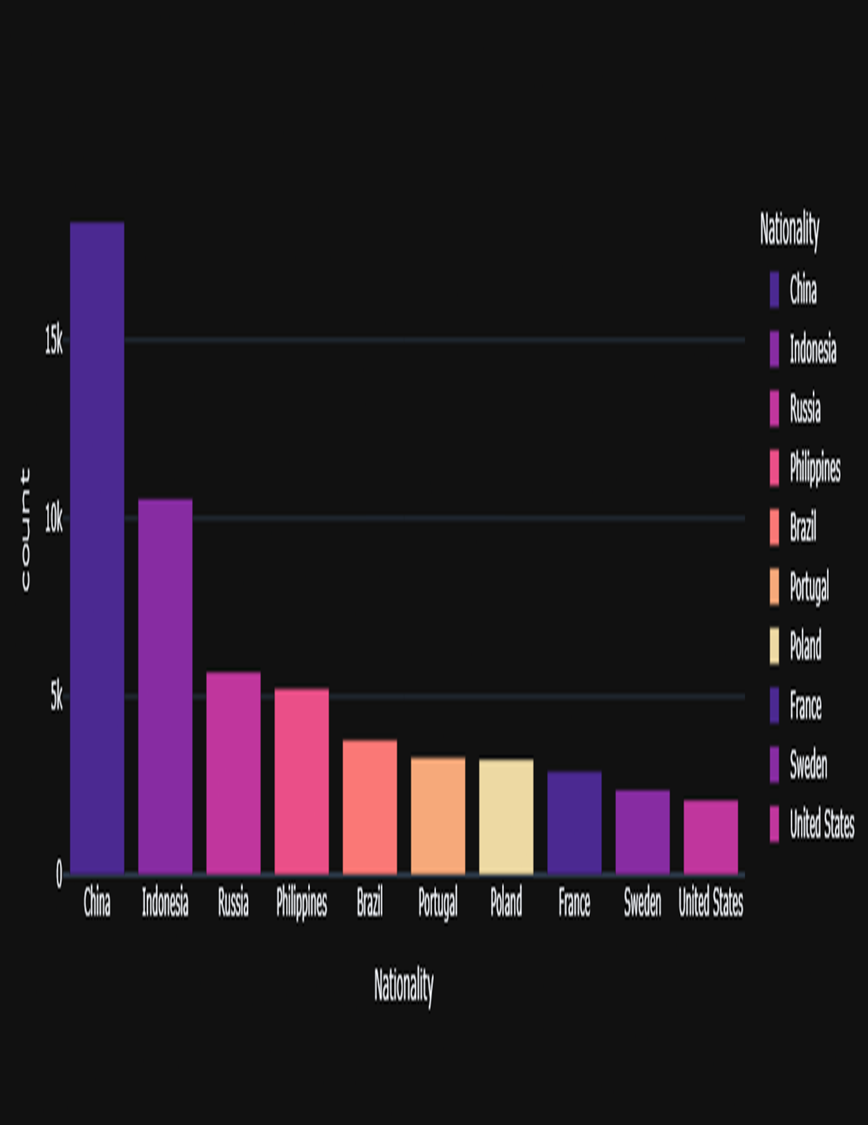 15k
10k
5k
0
count
China
Indonesia
Russia
Philippines
Brazil
Portugal
Poland
France
Sweden
United States
Nationality
Nationality
China
Indonesia
Russia
Philippines
Brazil
Portugal
Poland
France
Sweden
United States